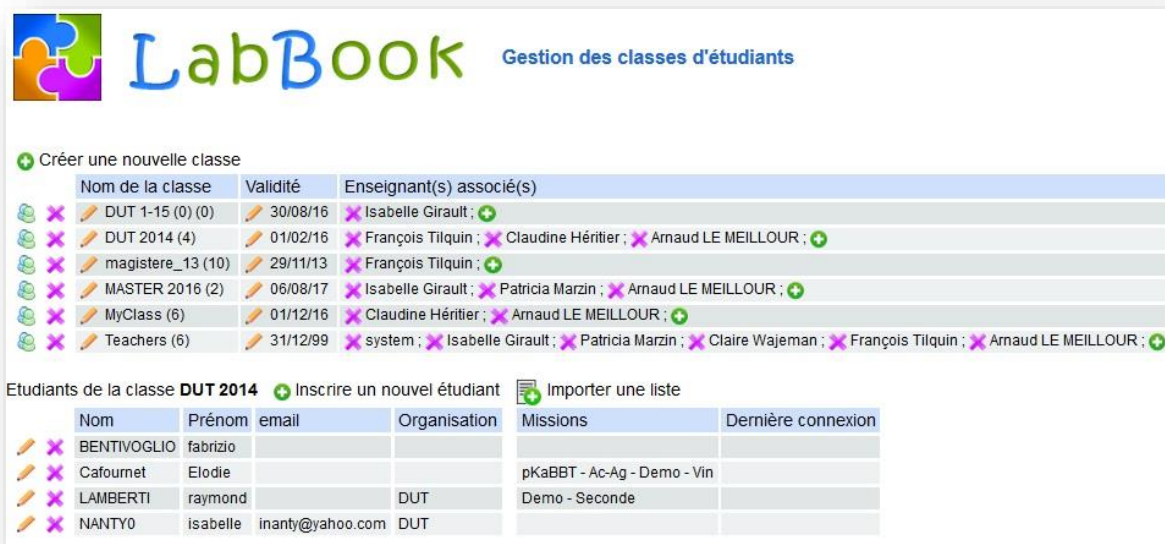 LabBook Gestion des classes d'étudiants
Créer une nouvelle classe
Nom de la classe Validité Enseignant(s) associé(s)
DUT 1-15 (0) (0) 30/08/16 Isabelle Girault ;
DUT 2014 (4) 01/02/16 François Tilquin ; Claudine Héritier ; Arnaud LE MEILLOUR ;
magistere_13 (10) 29/11/13 François Tilquin ;
MASTER 2016 (2) 06/08/17 Isabelle Girault ; Patricia Marzin ; Arnaud LE MEILLOUR ;
MyClass (6) 01/12/16 Claudine Héritier ; Arnaud LE MEILLOUR ;
Teachers (6) 31/12/99 system ; Isabelle Girault ; Patricia Marzin ; Claire Wajeman ; François Tilquin ; Arnaud LE MEILLOUR ;
Etudiants de la classe DUT 2014 Inscrire un nouvel étudiant Importer une liste
Nom Prénom email Organisation Missions Dernière connexion
BENTIVOGLIO fabrizio
Cafournet Elodie pKaBBT - Ac-Ag - Demo - Vin
LAMBERTI raymond DUT Demo - Seconde
NANTY0 isabelle inanty@yahoo.com DUT